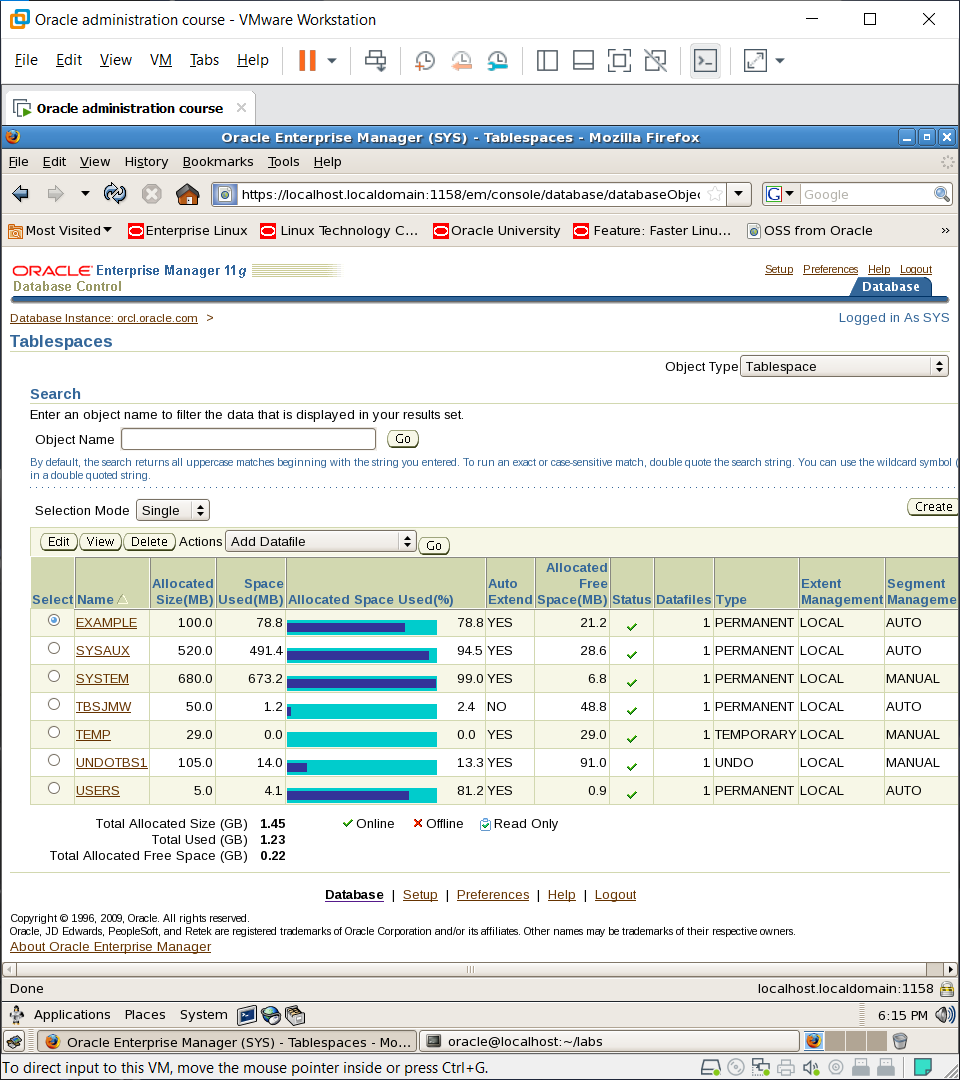 Oracle administration course - VMware Workstation
File Edit View VM Tabs Help
Oracle administration course
Oracle Enterprise Manager (SYS) - Tablespaces - Mozilla Firefox
File Edit View History Bookmarks Tools Help
https://localhost.localdomain:1158/em/console/database/databaseObjec
G Google
Most Visited Enterprise Linux Linux Technology C... Oracle University Feature: Faster Linu... OSS from Oracle »
ORACLE Enterprise Manager 11g
Database Control
Setup Preferences Help Logout
Database
Database Instance: orcl.oracle.com >
Logged in As SYS
Tablespaces
Object Type Tablespace
Search
Enter an object name to filter the data that is displayed in your results set.
Object Name Go
By default, the search returns all uppercase matches beginning with the string you entered. To run an exact or case-sensitive match, double quote the search string. You can use the wildcard symbol (
in a double quoted string.
Selection Mode Single
Create
Edit View Delete Actions Add Datafile Go
Select Name Allocated Size(MB) Space Used(MB) Allocated Space Used(%) Auto Extend Allocated Free Space(MB) Status Datafiles Type Extent Management Segment Manageme
EXAMPLE 100.0 78.8 78.8 YES 21.2 1 PERMANENT LOCAL AUTO
SYSAUX 520.0 491.4 94.5 YES 28.6 1 PERMANENT LOCAL AUTO
SYSTEM 680.0 673.2 99.0 YES 6.8 1 PERMANENT LOCAL MANUAL
TBSJMW 50.0 1.2 2.4 NO 48.8 1 PERMANENT LOCAL AUTO
TEMP 29.0 0.0 0.0 YES 29.0 1 TEMPORARY LOCAL MANUAL
UNDOTBS1 105.0 14.0 13.3 YES 91.0 1 UNDO LOCAL MANUAL
USERS 5.0 4.1 81.2 YES 0.9 1 PERMANENT LOCAL AUTO
Total Allocated Size (GB) 1.45 Online Offline Read Only
Total Used (GB) 1.23
Total Allocated Free Space (GB) 0.22
Database | Setup | Preferences | Help | Logout
Copyright © 1996, 2009, Oracle. All rights reserved.
Oracle, JD Edwards, PeopleSoft, and Retek are registered trademarks of Oracle Corporation and/or its affiliates. Other names may be trademarks of their respective owners.
About Oracle Enterprise Manager
Done localhost.localdomain:1158
Applications Places System 6:15 PM
Oracle Enterprise Manager (SYS) - Tablespaces - Mo... oracle@localhost:~/labs
To direct input to this VM, move the mouse pointer inside or press Ctrl+G.